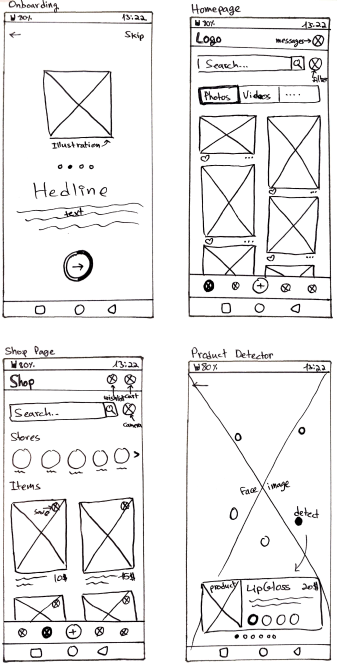 Onboarding
80% 13:22
Skip
Illustration
Hedline
text
Homepage
80% 13:22
Logo messages
Search...
filter
Photos Videos ....
Shop Page
80% 13:22
Shop
wishlist cart
Search...
camera
Stores
Items
save
10$ 15$
Product Detector
80% 13:22
Face image
detect
product LipGloss 20$